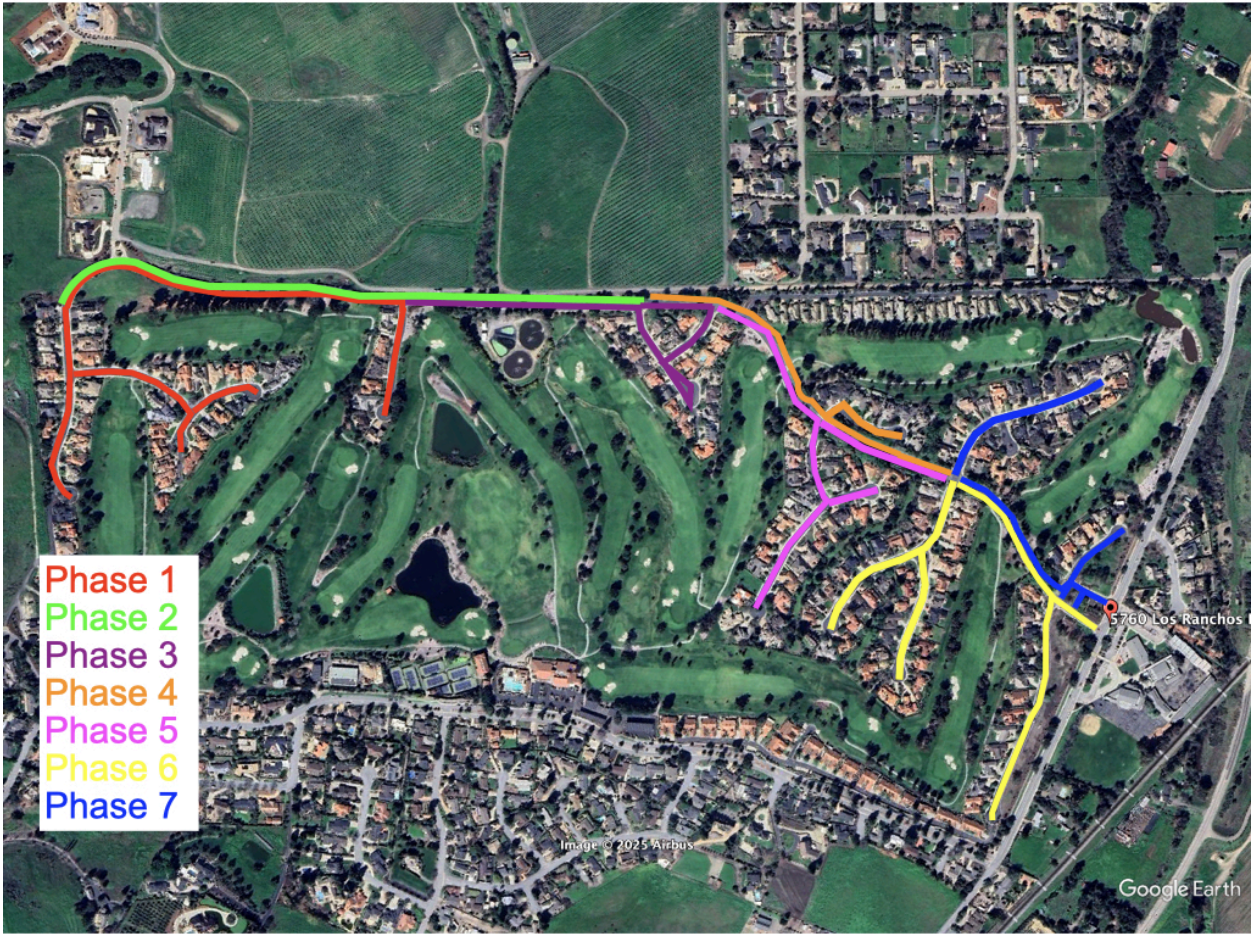 Phase 1
Phase 2
Phase 3
Phase 4
Phase 5
Phase 6
Phase 7
5760 Los Ranchos
Image © 2025 Airbus
Google Earth